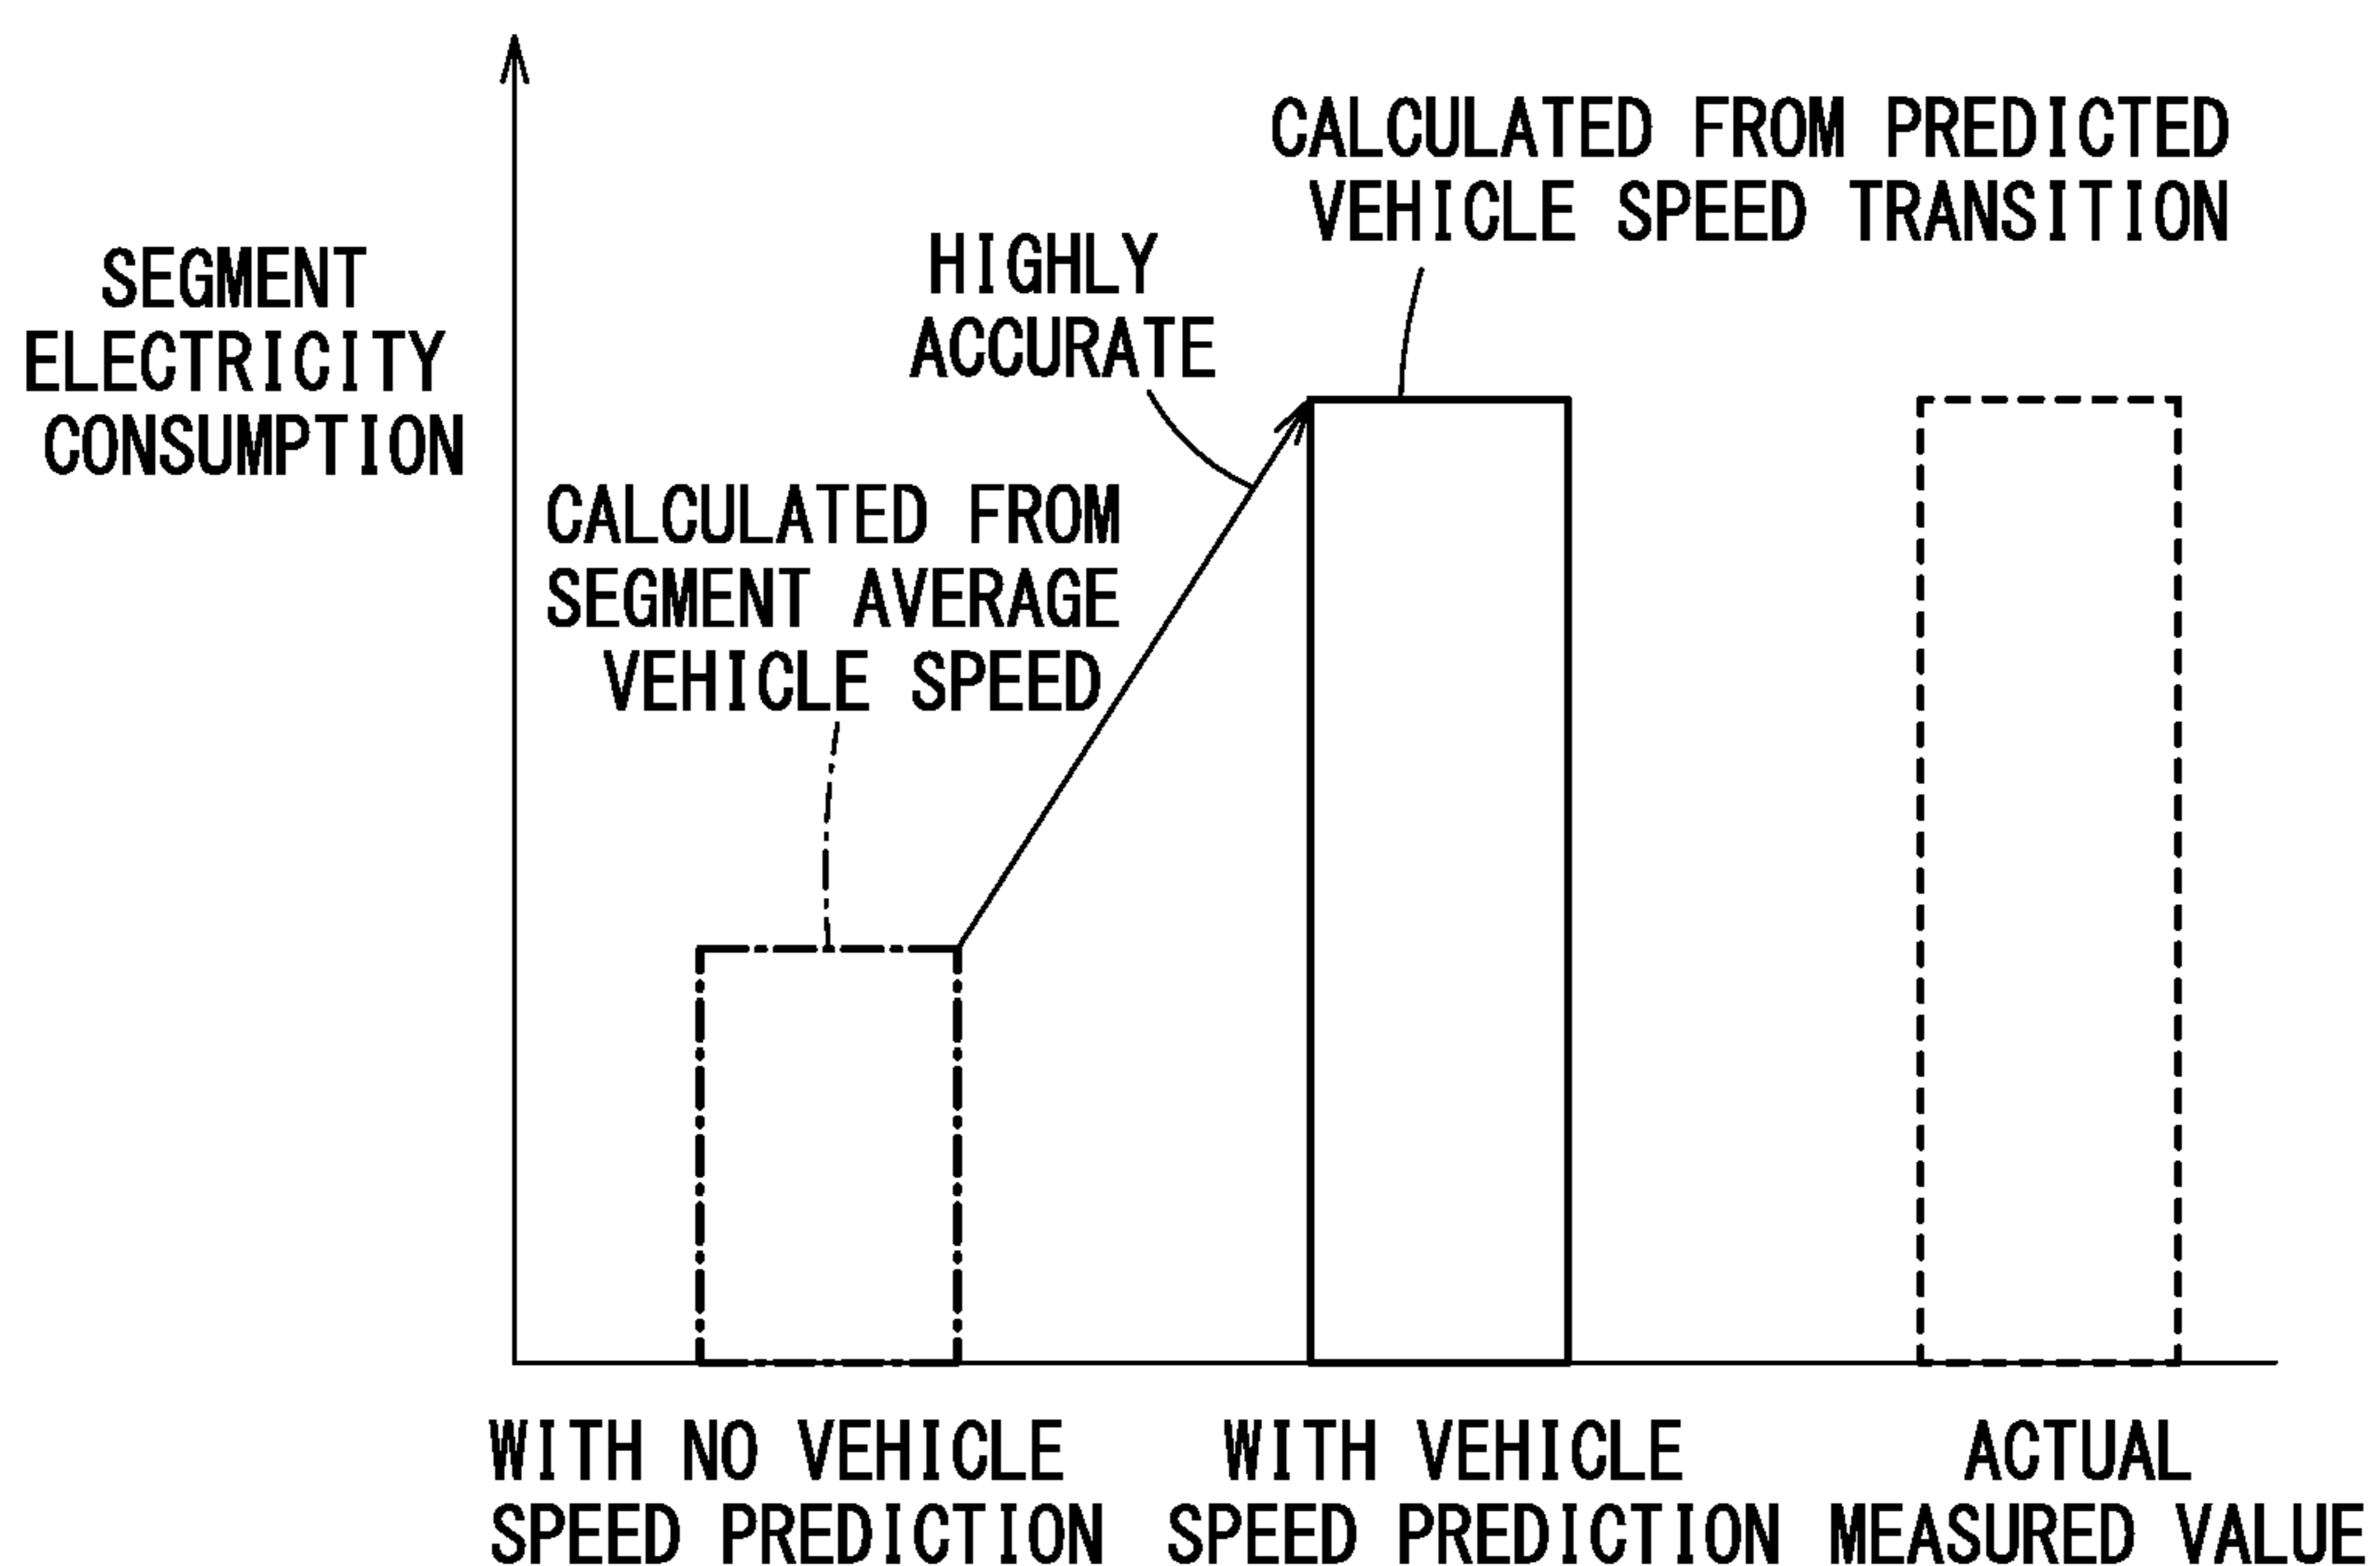 CALCULATED FROM PREDICTED
VEHICLE SPEED TRANSITION
HIGHLY
ACCURATE
SEGMENT
ELECTRICITY
CONSUMPTION
CALCULATED FROM
SEGMENT AVERAGE
VEHICLE SPEED
WITH NO VEHICLE
SPEED PREDICTION
WITH VEHICLE
SPEED PREDICTION
ACTUAL
MEASURED VALUE